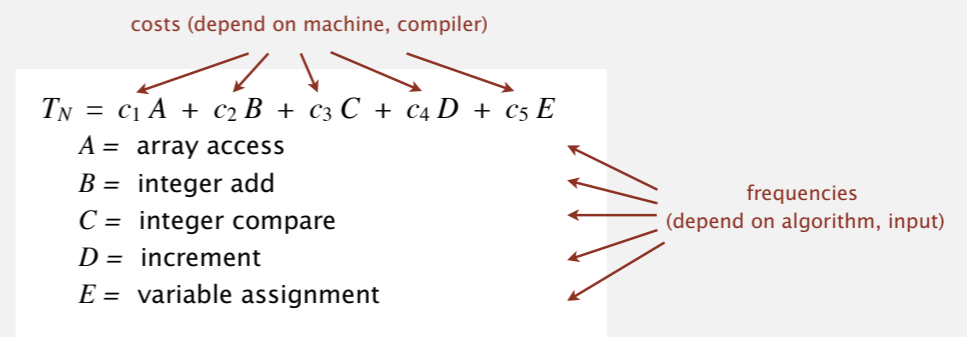 costs (depend on machine, compiler)
T_N = c₁ A + c₂ B + c₃ C + c₄ D + c₅ E
A = array access
B = integer add
C = integer compare
D = increment
E = variable assignment
frequencies
(depend on algorithm, input)